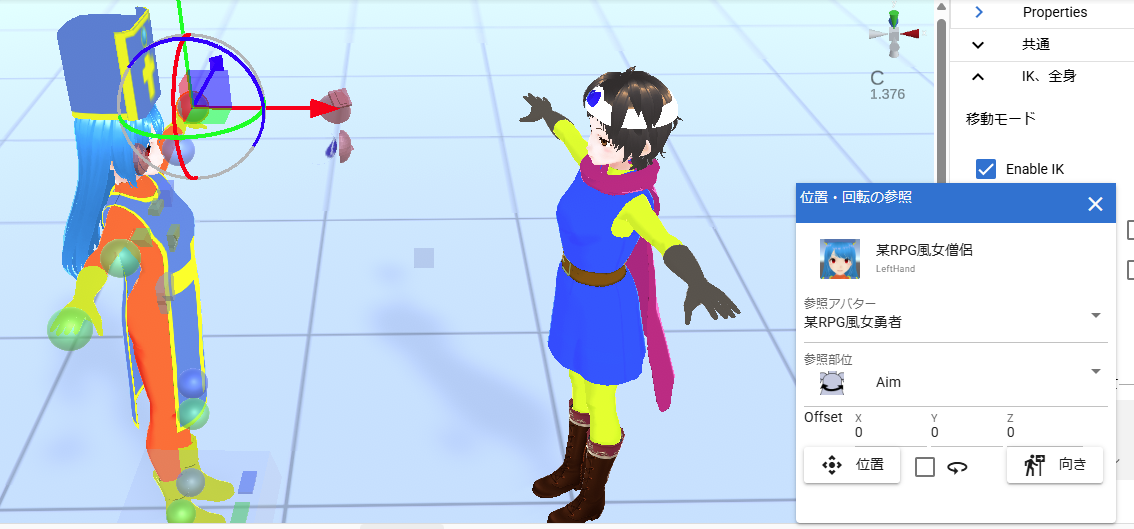 C
1.376
Properties
共通
IK、全身
移動モード
Enable IK
位置・回転の参照
某RPG風女僧侶
LeftHand
参照アバター
某RPG風女勇者
参照部位
Aim
Offset
X Y Z
0 0 0
位置 向き